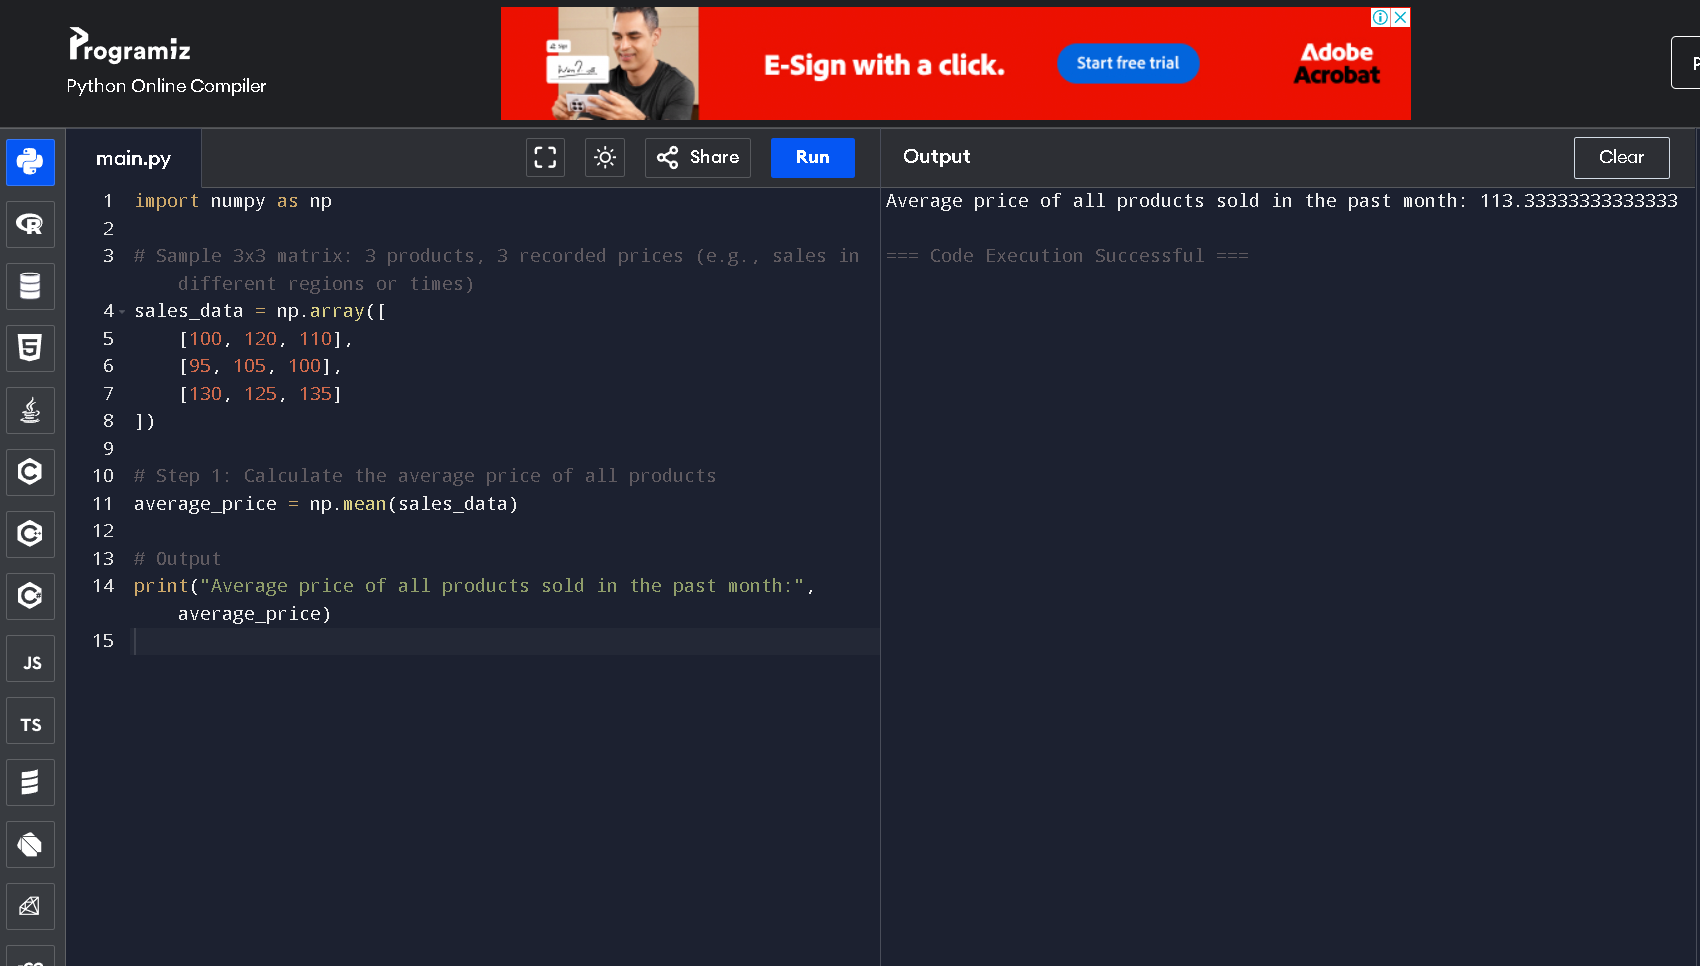 Programiz
Python Online Compiler
E-Sign with a click.
Start free trial
Adobe
Acrobat
P
main.py
Share
Run
Output
Clear
1 import numpy as np
2
3 # Sample 3x3 matrix: 3 products, 3 recorded prices (e.g., sales in
different regions or times)
4 sales_data = np.array([
5 [100, 120, 110],
6 [95, 105, 100],
7 [130, 125, 135]
8 ])
9
10 # Step 1: Calculate the average price of all products
11 average_price = np.mean(sales_data)
12
13 # Output
14 print("Average price of all products sold in the past month:",
average_price)
15
Average price of all products sold in the past month: 113.33333333333333
=== Code Execution Successful ===
JS
TS